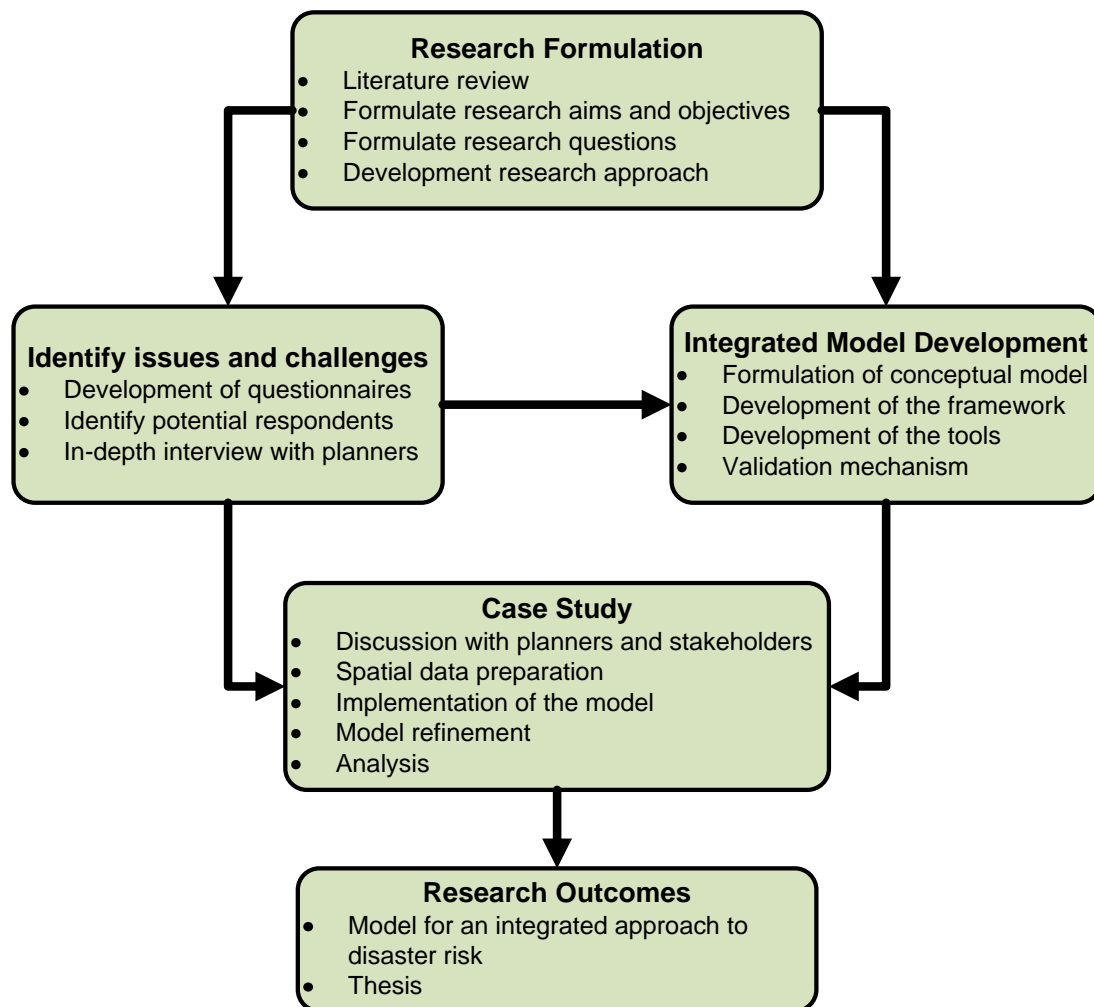 Research Formulation
• Literature review
• Formulate research aims and objectives
• Formulate research questions
• Development research approach
Identify issues and challenges
• Development of questionnaires
• Identify potential respondents
• In-depth interview with planners
Integrated Model Development
• Formulation of conceptual model
• Development of the framework
• Development of the tools
• Validation mechanism
Case Study
• Discussion with planners and stakeholders
• Spatial data preparation
• Implementation of the model
• Model refinement
• Analysis
Research Outcomes
• Model for an integrated approach to
disaster risk
• Thesis